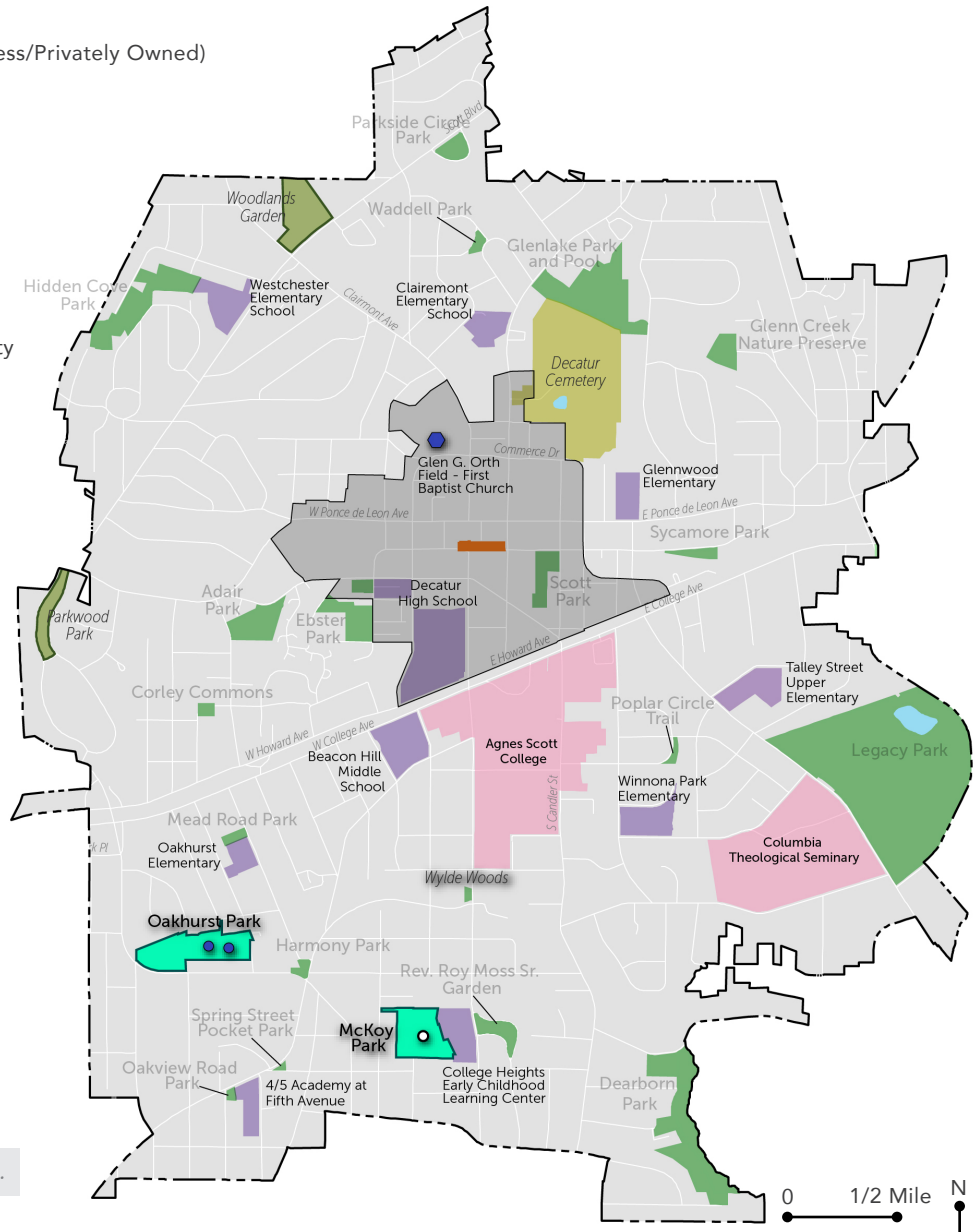 ess/Privately Owned)
Scott Blvd
Parkside Circle
Park
Woodlands
Garden
Waddell Park
Glenlake Park
and Pool
Hidden Cove
Park
Westchester
Elementary
School
Clairemont
Elementary
School
Clairmont Ave
Glenn Creek
Nature Preserve
ty
Decatur
Cemetery
Commerce Dr
Glen G. Orth
Field - First
Baptist Church
Glennwood
Elementary
W Ponce de Leon Ave
E Ponce de Leon Ave
Sycamore Park
Adair
Park
Decatur
High School
Scott
Park
Parkwood
Park
Ebster
Park
E College Ave
E Howard Ave
Talley Street
Upper
Elementary
Corley Commons
Poplar Circle
Trail
W Howard Ave
W College Ave
Agnes Scott
College
Legacy Park
Beacon Hill
Middle
School
S Candler St
Winnona Park
Elementary
Mead Road Park
Oakhurst
Elementary
k Pl
Columbia
Theological Seminary
Wylde Woods
Oakhurst Park
Harmony Park
Rev. Roy Moss Sr.
Garden
Spring Street
Pocket Park
McKoy
Park
Oakview Road
Park
4/5 Academy at
Fifth Avenue
College Heights
Early Childhood
Learning Center
Dearborn
Park
.
0 1/2 Mile N